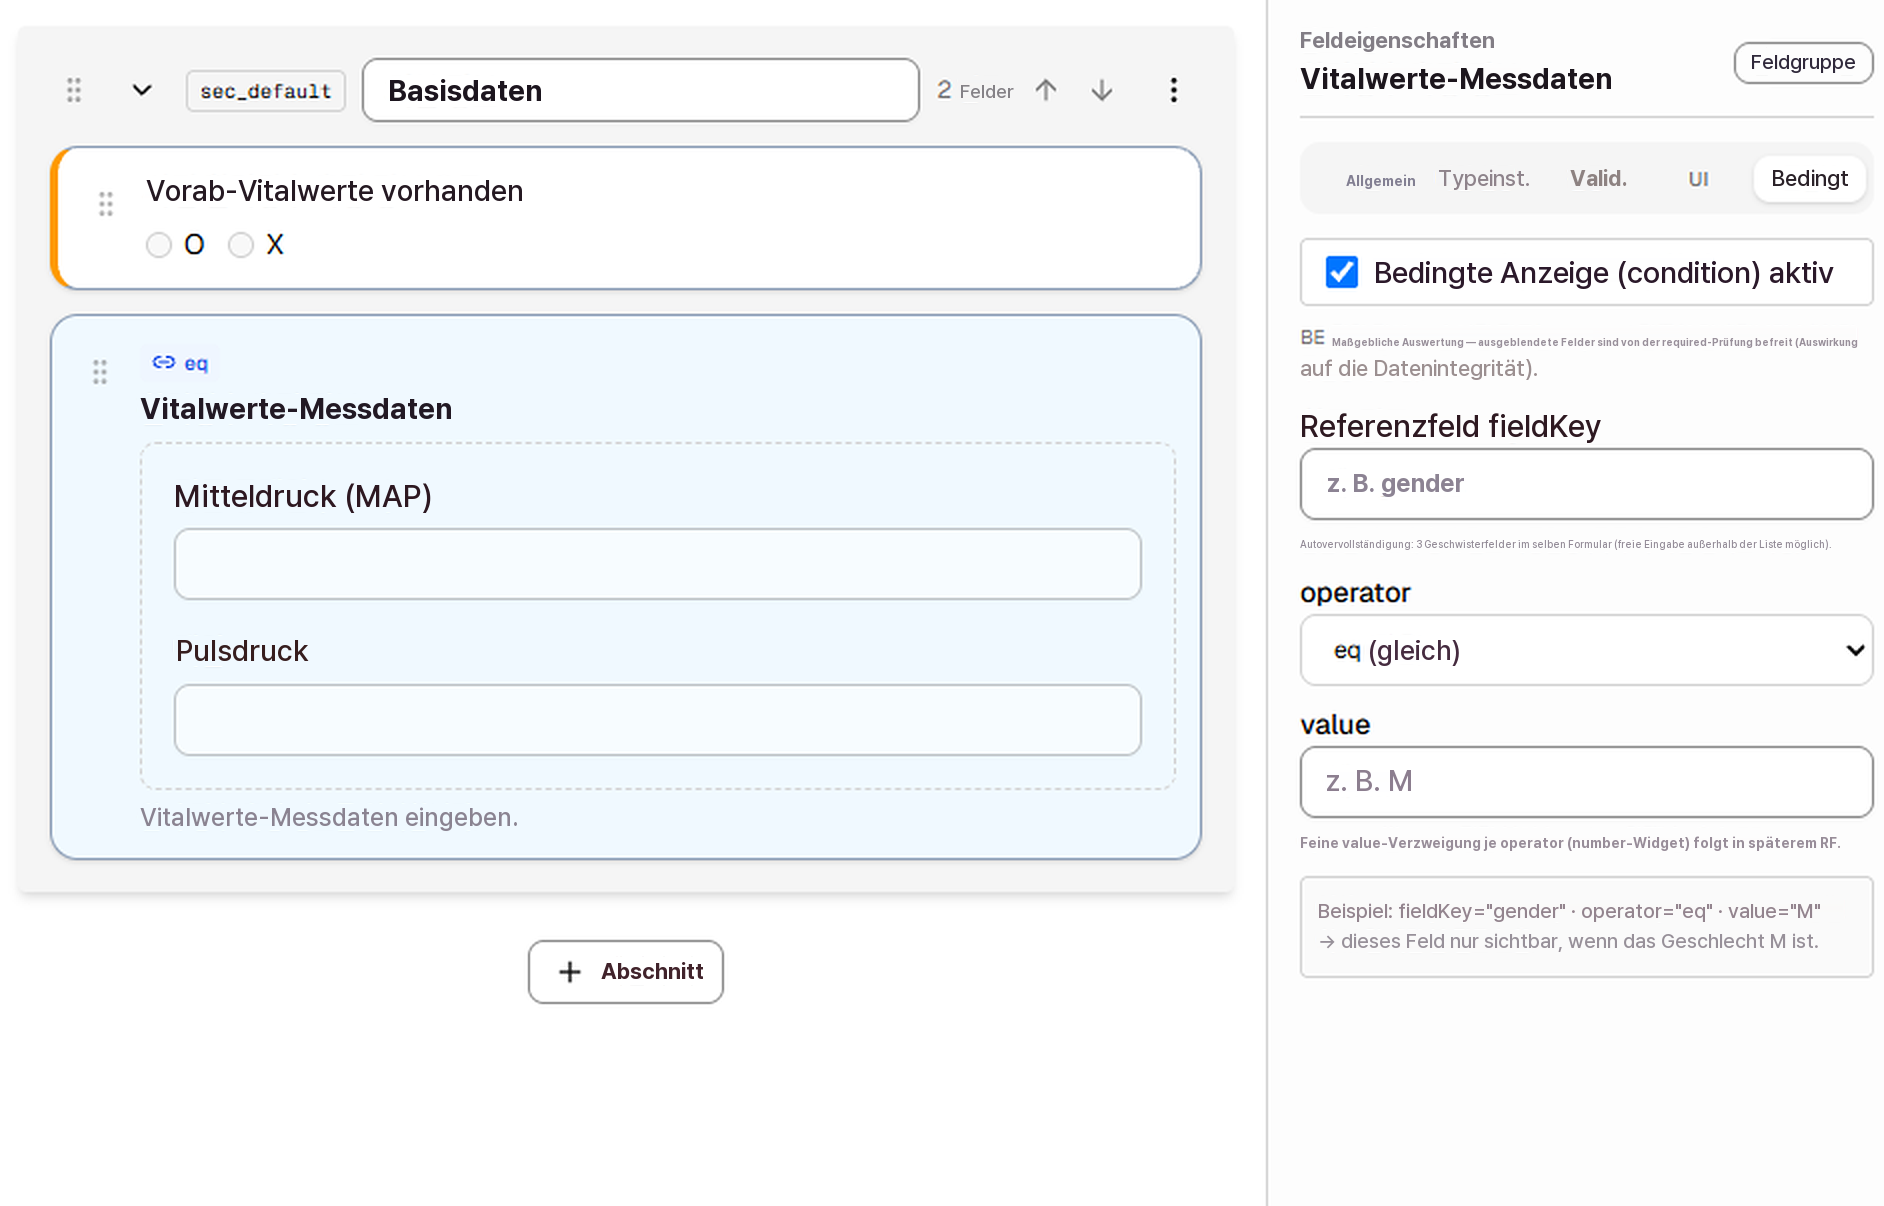 sec_default Basisdaten 2 Felder
Vorab-Vitalwerte vorhanden
O X
eq
Vitalwerte-Messdaten
Mitteldruck (MAP)
Pulsdruck
Vitalwerte-Messdaten eingeben.
+ Abschnitt
Feldeigenschaften
Vitalwerte-Messdaten
Feldgruppe
Allgemein Typeinst. Valid. UI Bedingt
Bedingte Anzeige (condition) aktiv
BE Maßgebliche Auswertung — ausgeblendete Felder sind von der required-Prüfung befreit (Auswirkung
auf die Datenintegrität).
Referenzfeld fieldKey
z. B. gender
Autovervollständigung: 3 Geschwisterfelder im selben Formular (freie Eingabe außerhalb der Liste möglich).
operator
eq (gleich)
value
z. B. M
Feine value-Verzweigung je operator (number-Widget) folgt in späterem RF.
Beispiel: fieldKey="gender" · operator="eq" · value="M"
→ dieses Feld nur sichtbar, wenn das Geschlecht M ist.